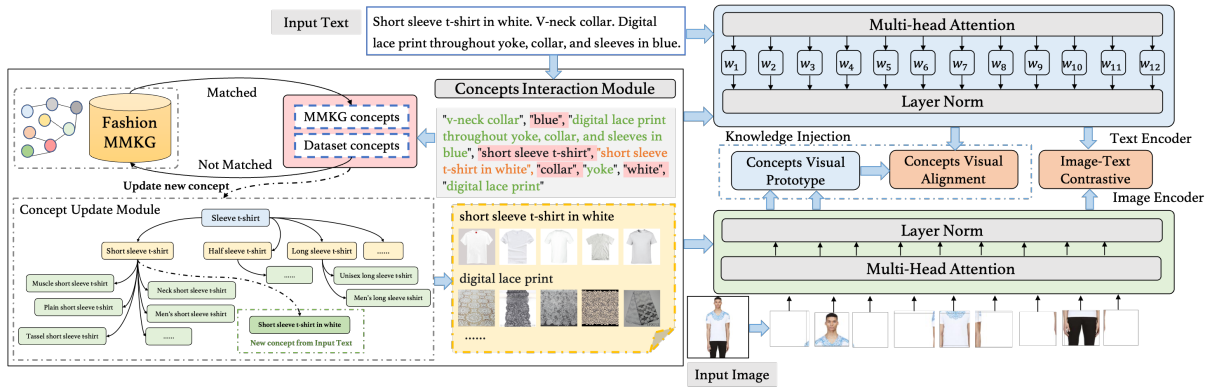 Input Text
Short sleeve t-shirt in white. V-neck collar. Digital
lace print throughout yoke, collar, and sleeves in blue.
Concepts Interaction Module
Matched
Fashion
MMKG
MMKG concepts
Dataset concepts
Not Matched
Update new concept
"v-neck collar", "blue", "digital lace print
throughout yoke, collar, and sleeves in
blue", "short sleeve t-shirt", "short sleeve
t-shirt in white", "collar", "yoke", "white",
"digital lace print"
Concept Update Module
Sleeve t-shirt
Short sleeve t-shirt
Half sleeve t-shirt
Long sleeve t-shirt
......
Muscle short sleeve t-shirt
Plain short sleeve t-shirt
Tassel short sleeve t-shirt
Neck short sleeve t-shirt
Men's short sleeve t-shirt
......
......
Unisex long sleeve t-shirt
Men's long sleeve t-shirt
Short sleeve t-shirt in white
New concept from Input Text
short sleeve t-shirt in white
digital lace print
......
Multi-head Attention
w1 w2 w3 w4 w5 w6 w7 w8 w9 w10 w11 w12
Layer Norm
Text Encoder
Knowledge Injection
Concepts Visual
Prototype
Concepts Visual
Alignment
Image-Text
Contrastive
Image Encoder
Layer Norm
Multi-Head Attention
Input Image